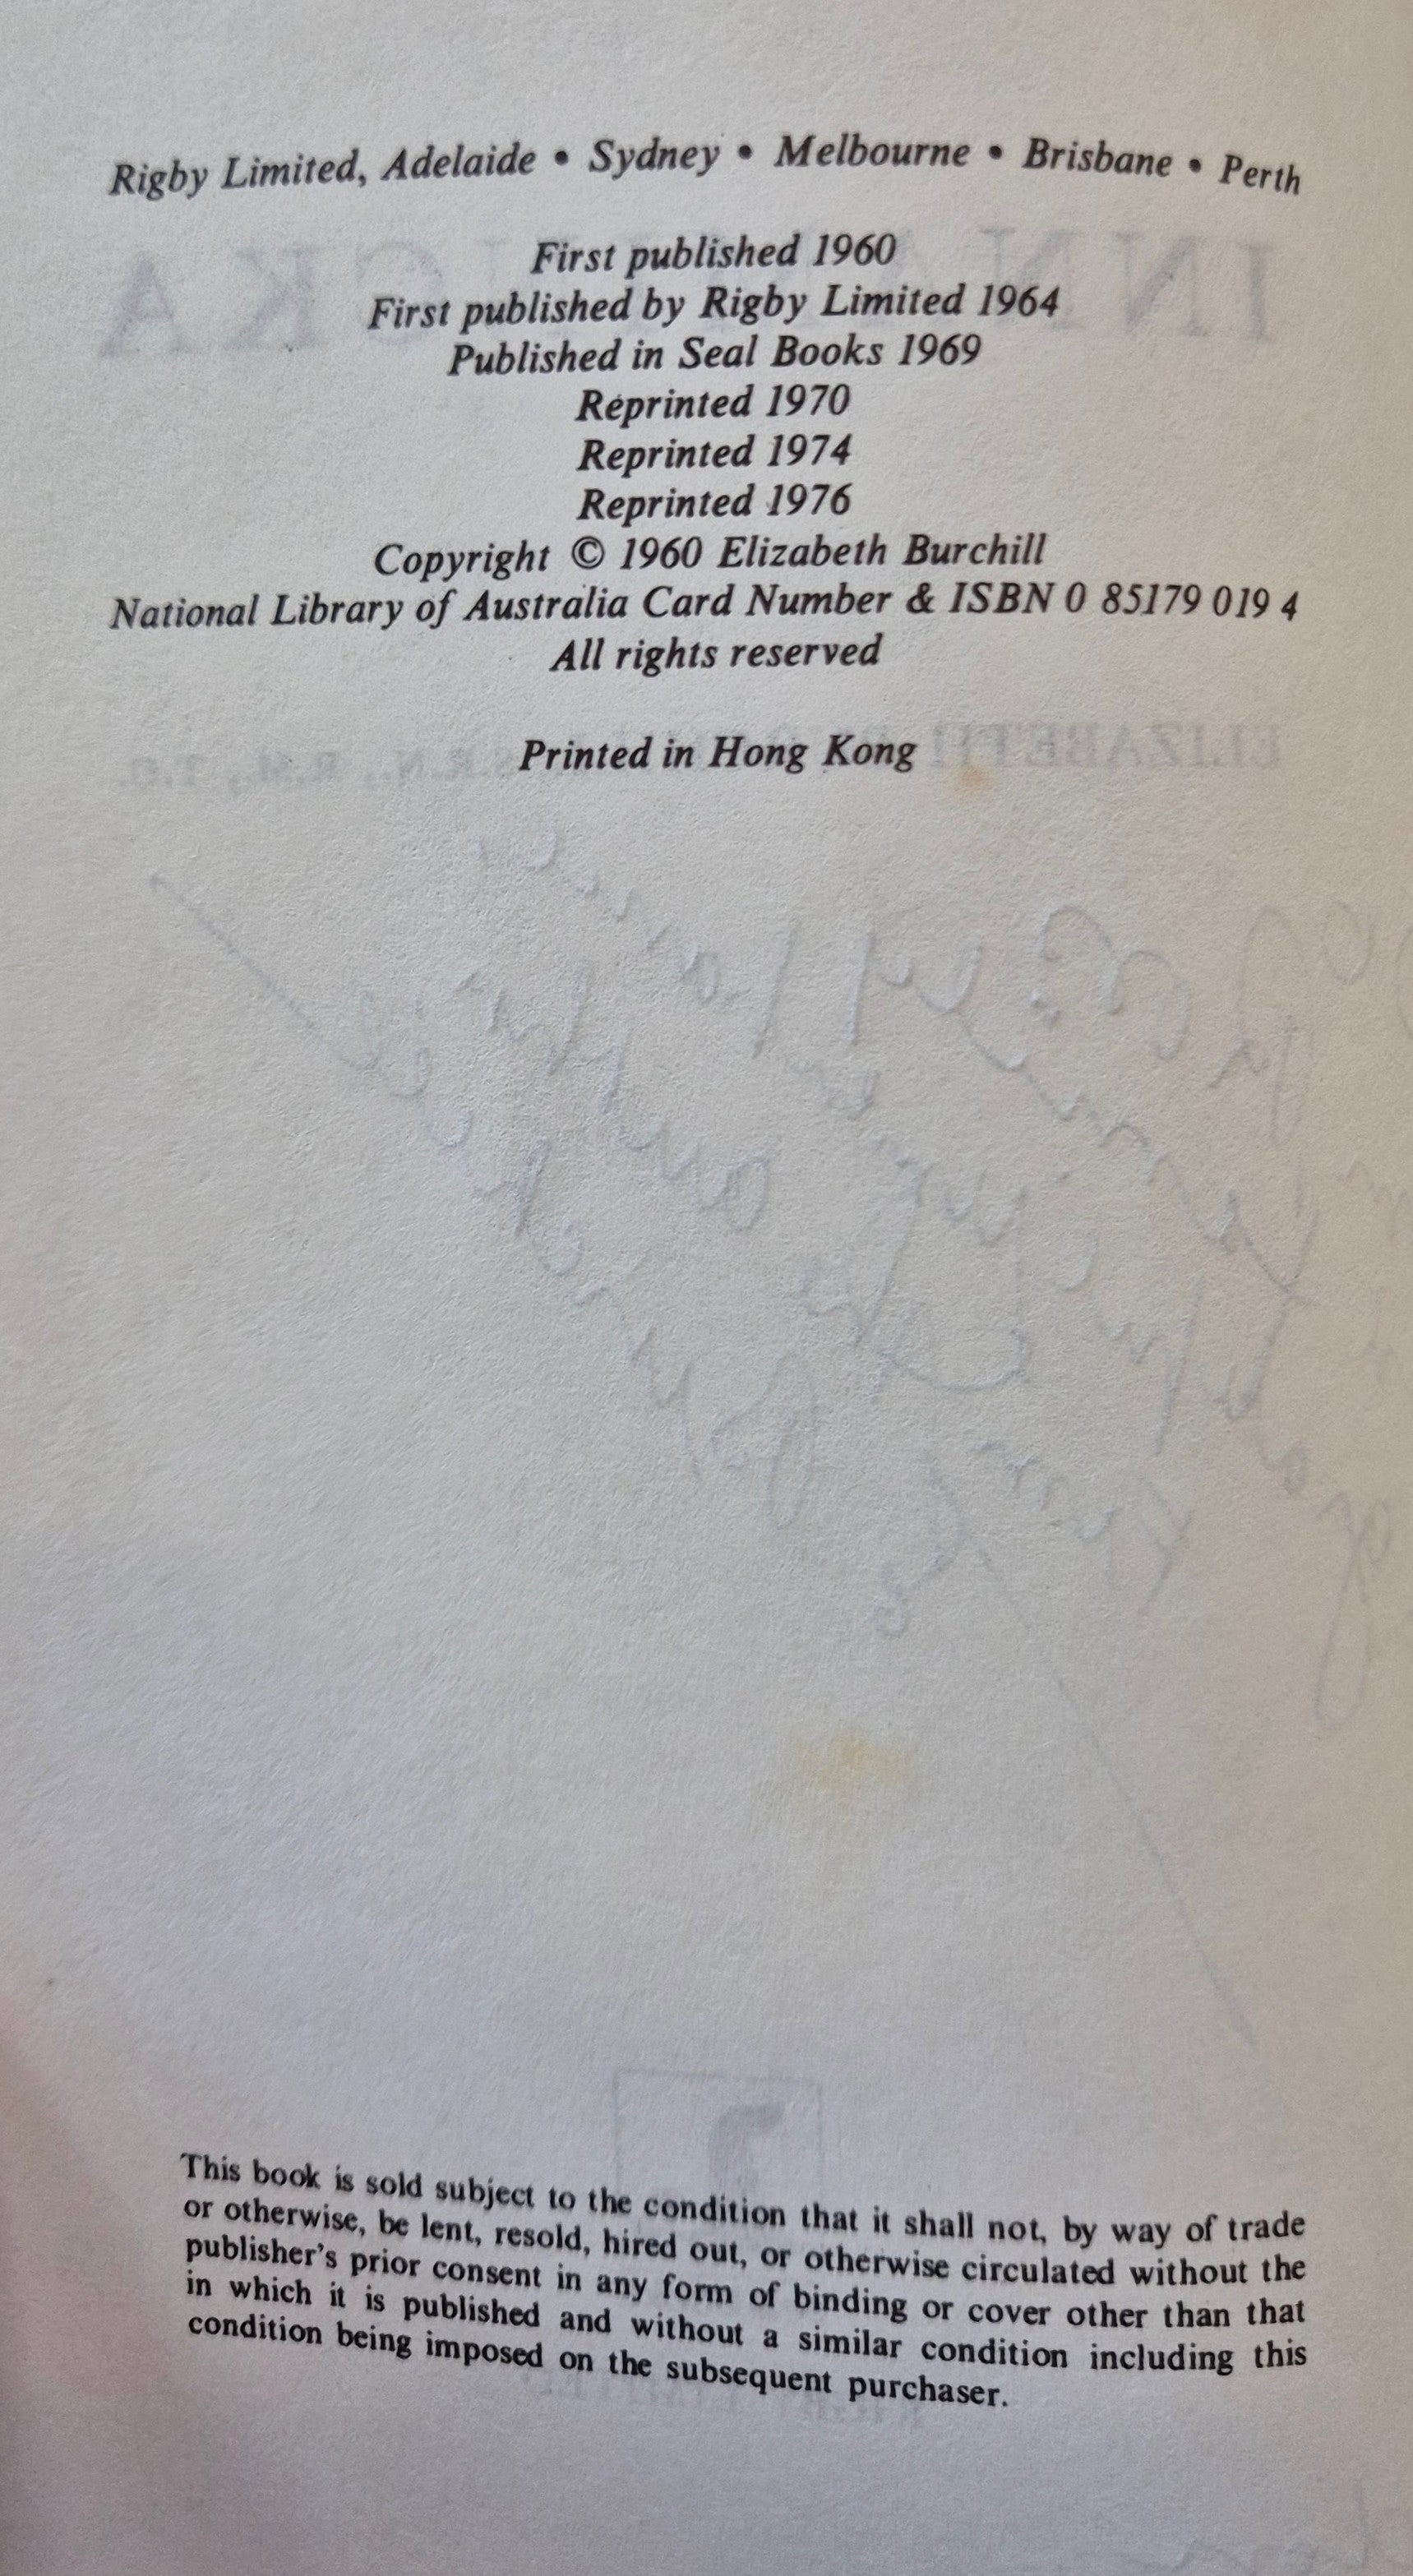 Rigby Limited, Adelaide • Sydney • Melbourne • Brisbane • Perth
First published 1960
First published by Rigby Limited 1964
Published in Seal Books 1969
Reprinted 1970
Reprinted 1974
Reprinted 1976
Copyright © 1960 Elizabeth Burchill
National Library of Australia Card Number & ISBN 0 85179 019 4
All rights reserved
Printed in Hong Kong
This book is sold subject to the condition that it shall not, by way of trade
or otherwise, be lent, resold, hired out, or otherwise circulated without the
publisher's prior consent in any form of binding or cover other than that
in which it is published and without a similar condition including this
condition being imposed on the subsequent purchaser.